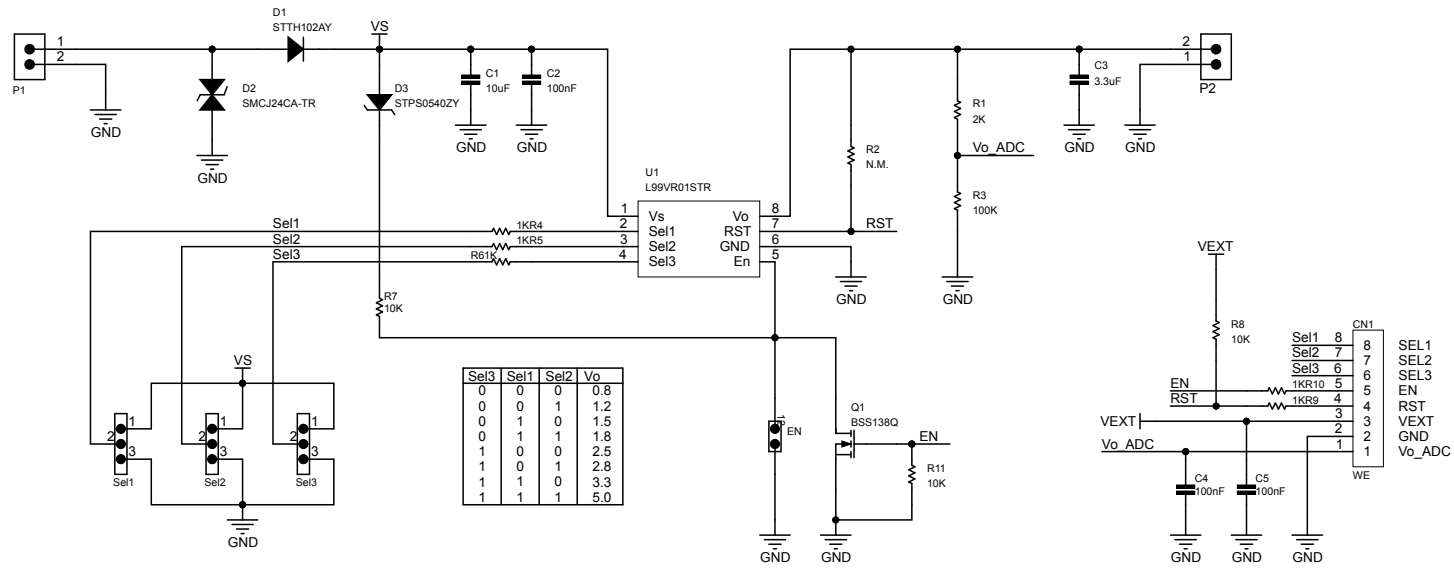 D1
STTH102AY
VS
1
2
P1
GND
D2
SMCJ24CA-TR
GND
D3
STPS0540ZY
C1
10uF
GND
C2
100nF
GND
U1
L99VR01STR
1 Vs Vo 8
2 Sel1 RST 7
3 Sel2 GND 6
4 Sel3 En 5
Sel1 1KR4
Sel2 1KR5
Sel3 R61K
R2
N.M.
RST
GND
R1
2K
Vo_ADC
R3
100K
GND
C3
3.3uF
GND
2
1
P2
GND
R7
10K
VS
1
2
3
Sel1
1
2
3
Sel2
1
2
3
Sel3
GND
Sel3 Sel1 Sel2 Vo
0 0 0 0.8
0 0 1 1.2
0 1 0 1.5
0 1 1 1.8
1 0 0 2.5
1 0 1 2.8
1 1 0 3.3
1 1 1 5.0
EN
GND
Q1
BSS138Q
EN
R11
10K
GND
VEXT
R8
10K
CN1
Sel1 8 8 SEL1
Sel2 7 7 SEL2
Sel3 6 6 SEL3
EN 1KR10 5 5 EN
RST 1KR9 4 4 RST
VEXT 3 3 VEXT
2 2 GND
Vo_ADC 1 1 Vo_ADC
WE
C4
100nF
C5
100nF
GND
GND
GND